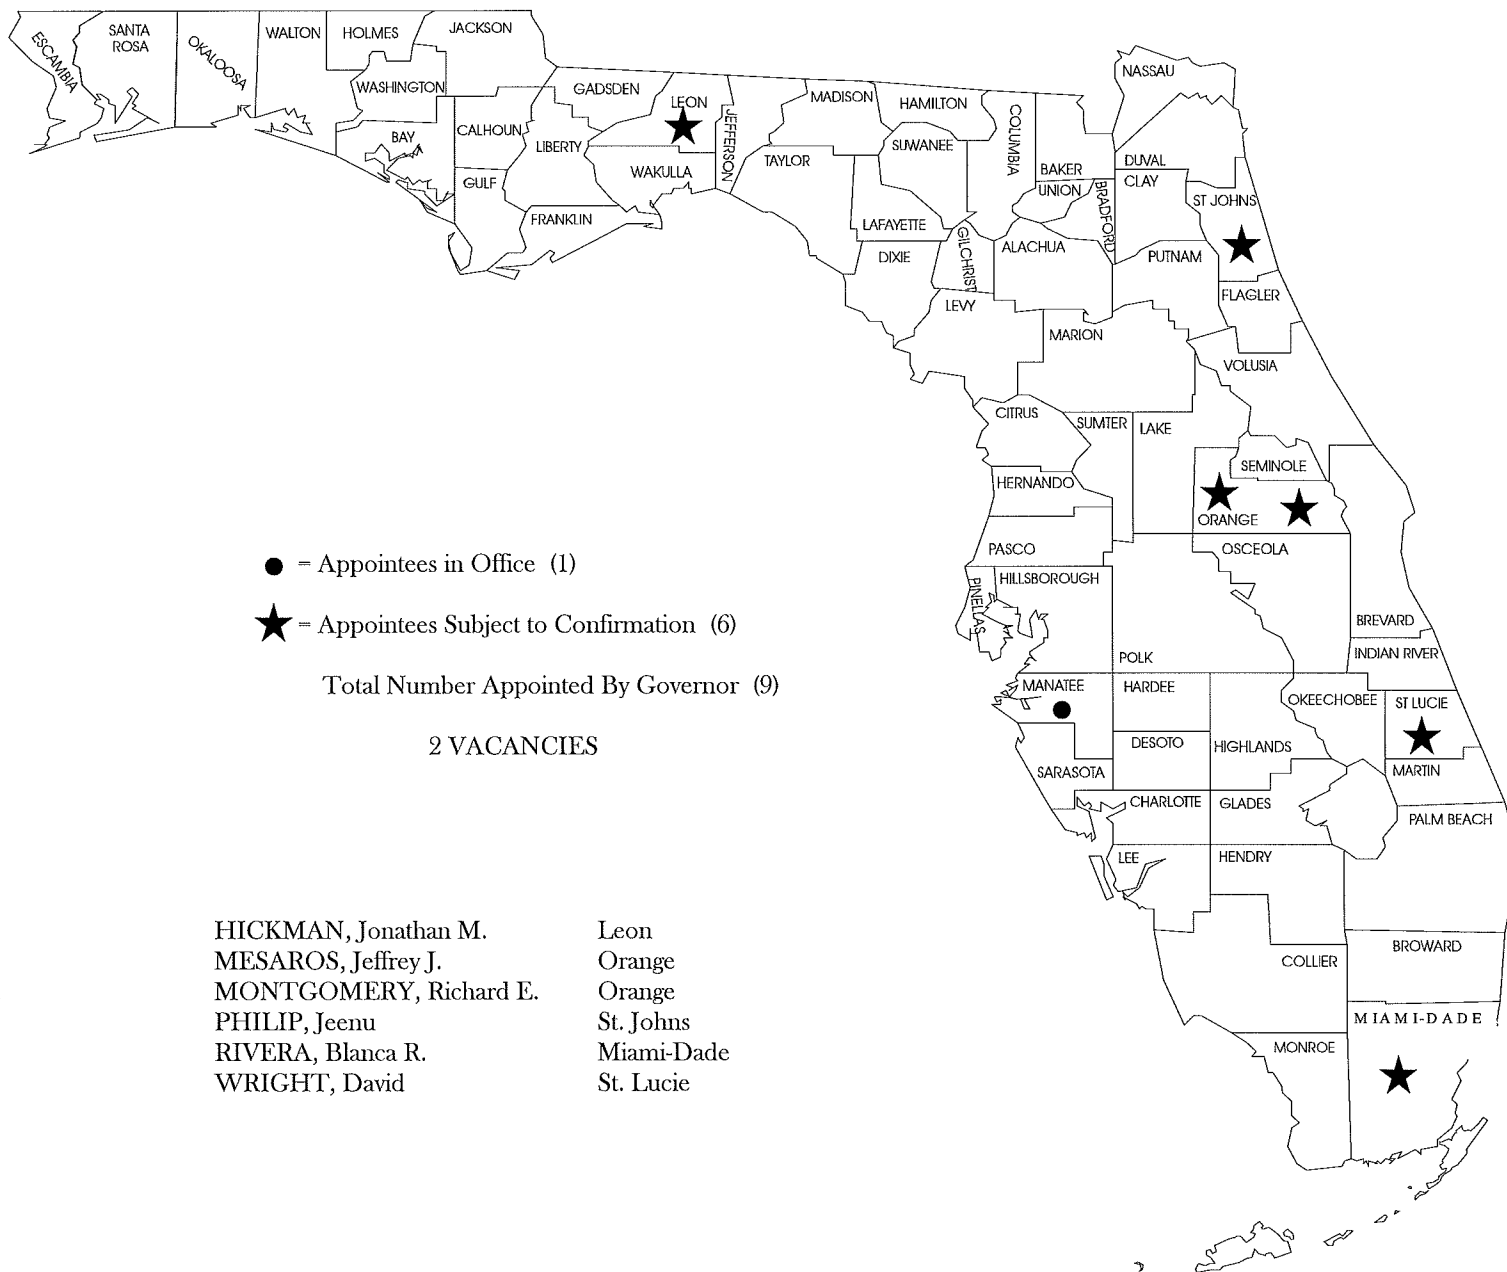 ESCAMBIA
SANTA
ROSA
OKALOOSA
WALTON
HOLMES
JACKSON
WASHINGTON
BAY
CALHOUN
GULF
GADSDEN
LIBERTY
FRANKLIN
LEON
WAKULLA
JEFFERSON
TAYLOR
MADISON
HAMILTON
SUWANEE
LAFAYETTE
DIXIE
COLUMBIA
GILCHRIST
LEVY
BAKER
UNION
BRADFORD
ALACHUA
NASSAU
DUVAL
CLAY
ST JOHNS
PUTNAM
FLAGLER
MARION
VOLUSIA
CITRUS
SUMTER
LAKE
SEMINOLE
HERNANDO
ORANGE
PASCO
OSCEOLA
HILLSBOROUGH
PINELLAS
BREVARD
POLK
INDIAN RIVER
MANATEE
HARDEE
OKEECHOBEE
ST LUCIE
DESOTO
HIGHLANDS
SARASOTA
MARTIN
CHARLOTTE
GLADES
PALM BEACH
LEE
HENDRY
BROWARD
COLLIER
MIAMI-DADE
MONROE
= Appointees in Office (1)
= Appointees Subject to Confirmation (6)
Total Number Appointed By Governor (9)
2 VACANCIES
HICKMAN, Jonathan M. Leon
MESAROS, Jeffrey J. Orange
MONTGOMERY, Richard E. Orange
PHILIP, Jeenu St. Johns
RIVERA, Blanca R. Miami-Dade
WRIGHT, David St. Lucie